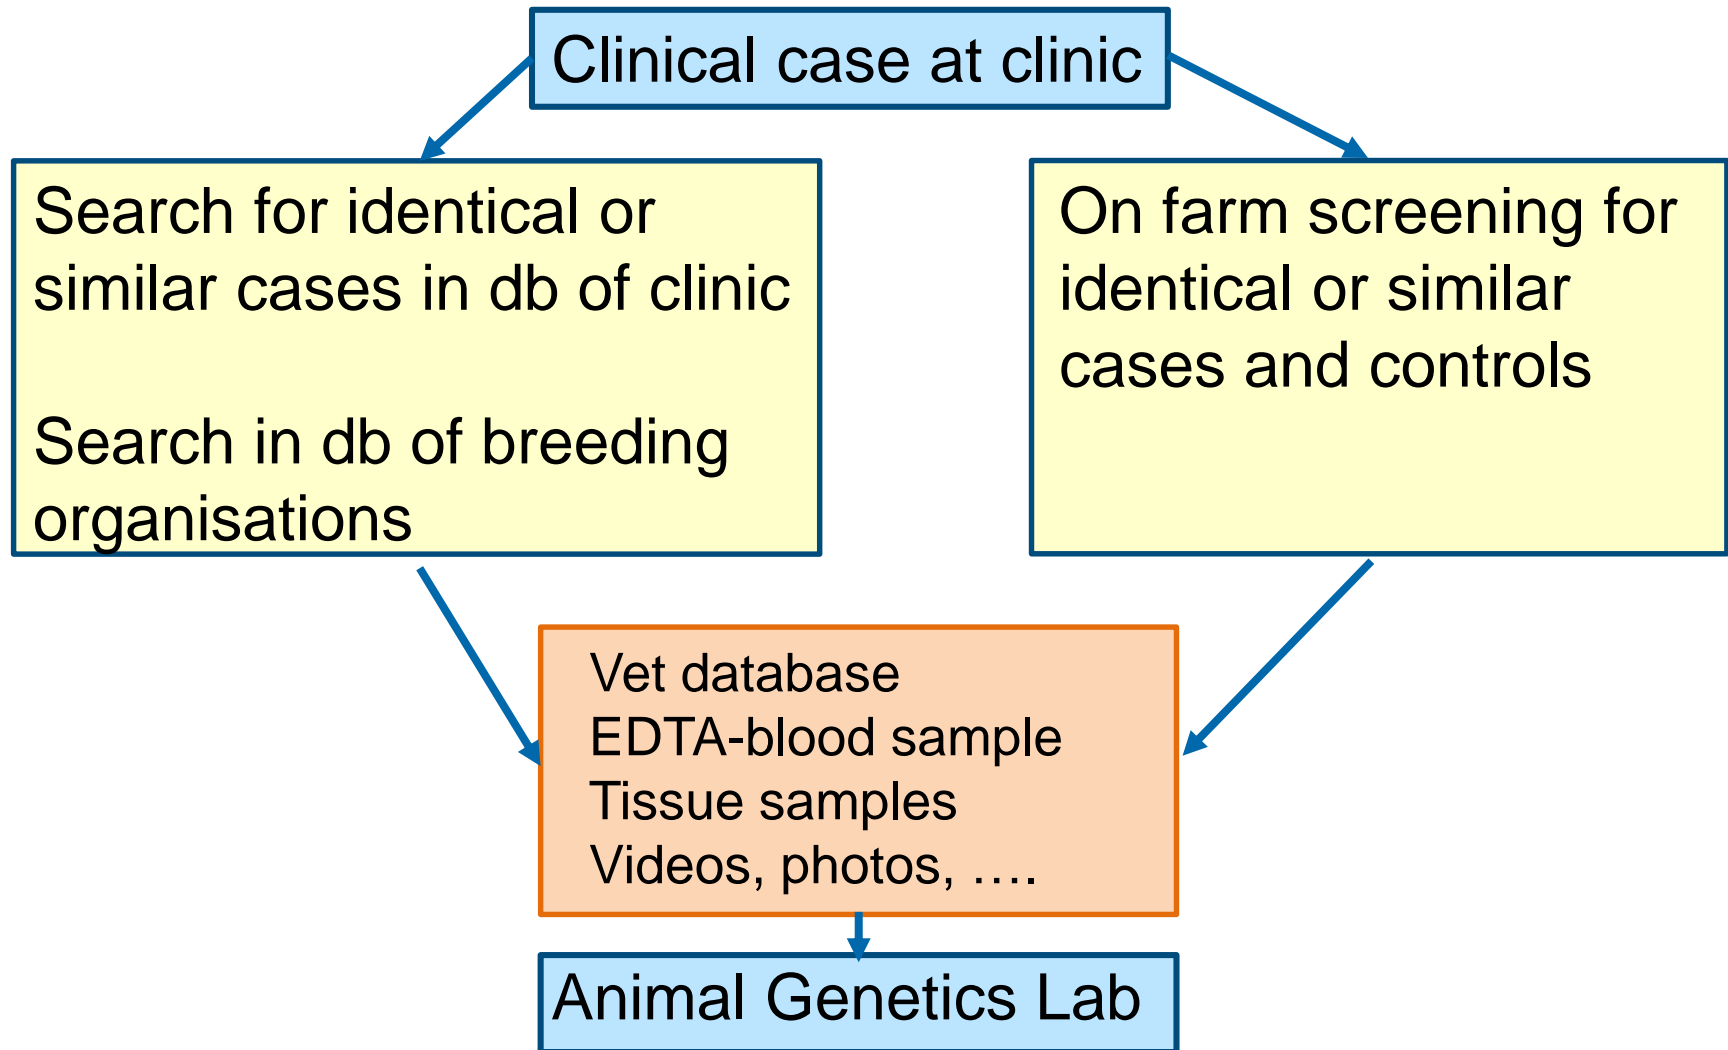 Clinical case at clinic
Search for identical or
similar cases in db of clinic
Search in db of breeding
organisations
On farm screening for
identical or similar
cases and controls
Vet database
EDTA-blood sample
Tissue samples
Videos, photos, ….
Animal Genetics Lab